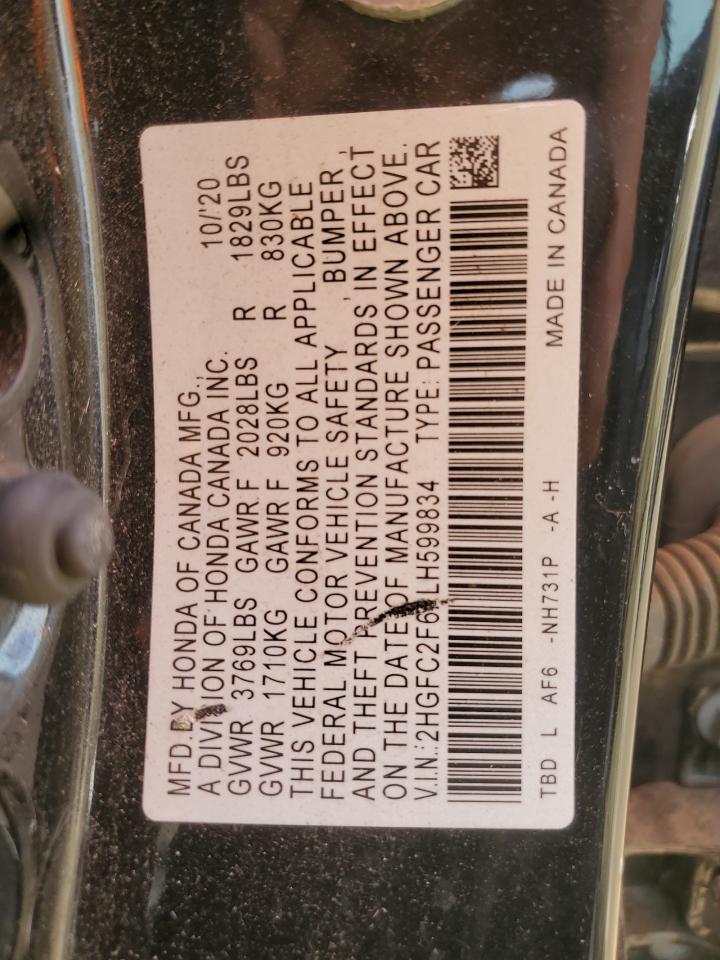 MFD.BY HONDA OF CANADA MFG.,
A DIVISION OF HONDA CANADA INC. 10/'20
GVWR 3769LBS GAWR F 2028LBS R 1829LBS
GVWR 1710KG GAWR F 920KG R 830KG
THIS VEHICLE CONFORMS TO ALL APPLICABLE
FEDERAL MOTOR VEHICLE SAFETY , BUMPER ,
AND THEFT PREVENTION STANDARDS IN EFFECT
ON THE DATE OF MANUFACTURE SHOWN ABOVE.
V.I.N.: TYPE: PASSENGER CAR
TBD L AF6 -NH731P -A -H MADE IN CANADA